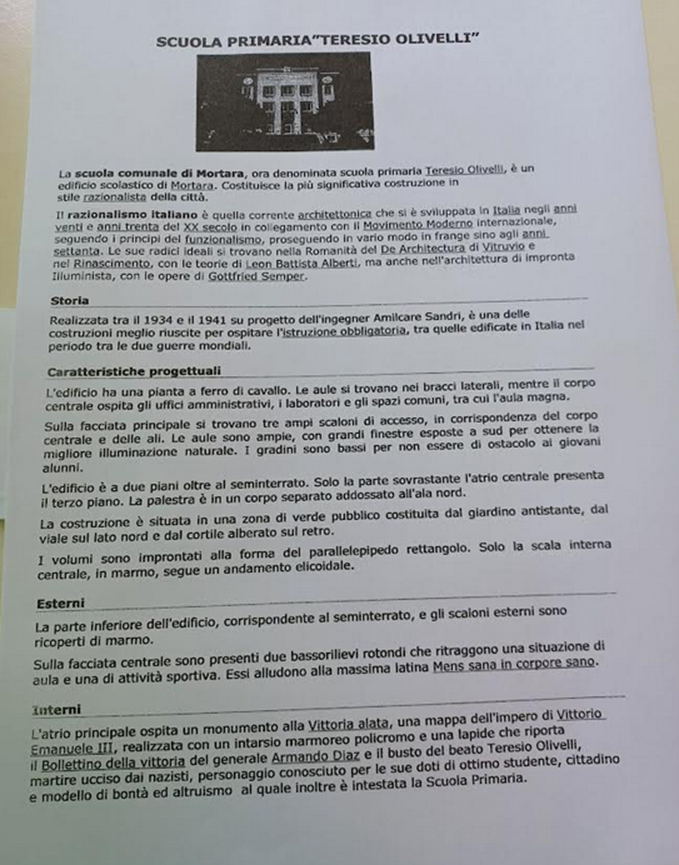 SCUOLA PRIMARIA"TERESIO OLIVELLI"
La scuola comunale di Mortara, ora denominata scuola primaria Teresio Olivelli, è un
edificio scolastico di Mortara. Costituisce la più significativa costruzione in
stile razionalista della città.
Il razionalismo italiano è quella corrente architettonica che si è sviluppata in Italia negli anni
venti e anni trenta del XX secolo in collegamento con il Movimento Moderno internazionale,
seguendo i principi del funzionalismo, proseguendo in vario modo in frange sino agli anni
settanta. Le sue radici ideali si trovano nella Romanità del De Architectura di Vitruvio e
nel Rinascimento, con le teorie di Leon Battista Alberti, ma anche nell'architettura di impronta
Illuminista, con le opere di Gottfried Semper.
Storia
Realizzata tra il 1934 e il 1941 su progetto dell'ingegner Amilcare Sandri, è una delle
costruzioni meglio riuscite per ospitare l'istruzione obbligatoria, tra quelle edificate in Italia nel
periodo tra le due guerre mondiali.
Caratteristiche progettuali
L'edificio ha una pianta a ferro di cavallo. Le aule si trovano nei bracci laterali, mentre il corpo
centrale ospita gli uffici amministrativi, i laboratori e gli spazi comuni, tra cui l'aula magna.
Sulla facciata principale si trovano tre ampi scaloni di accesso, in corrispondenza del corpo
centrale e delle ali. Le aule sono ampie, con grandi finestre esposte a sud per ottenere la
migliore illuminazione naturale. I gradini sono bassi per non essere di ostacolo ai giovani
alunni.
L'edificio è a due piani oltre al seminterrato. Solo la parte sovrastante l'atrio centrale presenta
il terzo piano. La palestra è in un corpo separato addossato all'ala nord.
La costruzione è situata in una zona di verde pubblico costituita dal giardino antistante, dal
viale sul lato nord e dal cortile alberato sul retro.
I volumi sono improntati alla forma del parallelepipedo rettangolo. Solo la scala interna
centrale, in marmo, segue un andamento elicoidale.
Esterni
La parte inferiore dell'edificio, corrispondente al seminterrato, e gli scaloni esterni sono
ricoperti di marmo.
Sulla facciata centrale sono presenti due bassorilievi rotondi che ritraggono una situazione di
aula e una di attività sportiva. Essi alludono alla massima latina Mens sana in corpore sano.
Interni
L'atrio principale ospita un monumento alla Vittoria alata, una mappa dell'impero di Vittorio
Emanuele III, realizzata con un intarsio marmoreo policromo e una lapide che riporta
il Bollettino della vittoria del generale Armando Diaz e il busto del beato Teresio Olivelli,
martire ucciso dai nazisti, personaggio conosciuto per le sue doti di ottimo studente, cittadino
e modello di bontà ed altruismo al quale inoltre è intestata la Scuola Primaria.